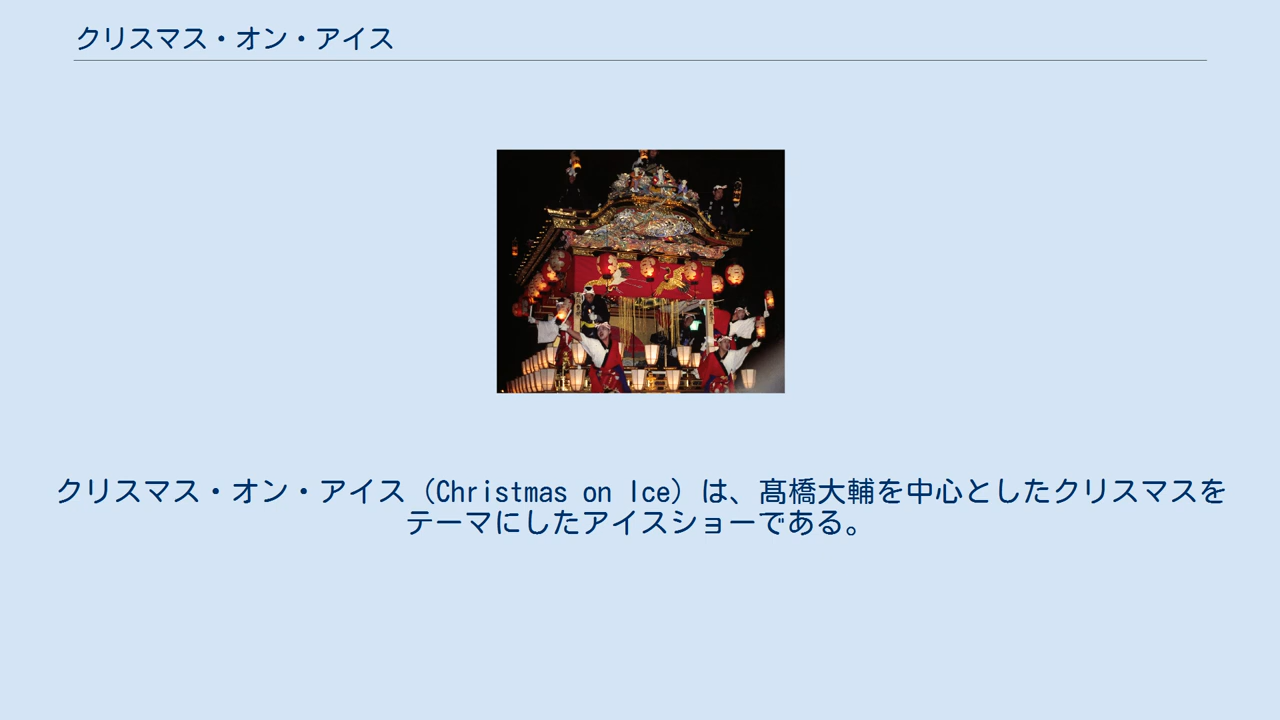 クリスマス・オン・アイス
クリスマス・オン・アイス（Christmas on Ice）は、髙橋大輔を中心としたクリスマスを
テーマにしたアイスショーである。